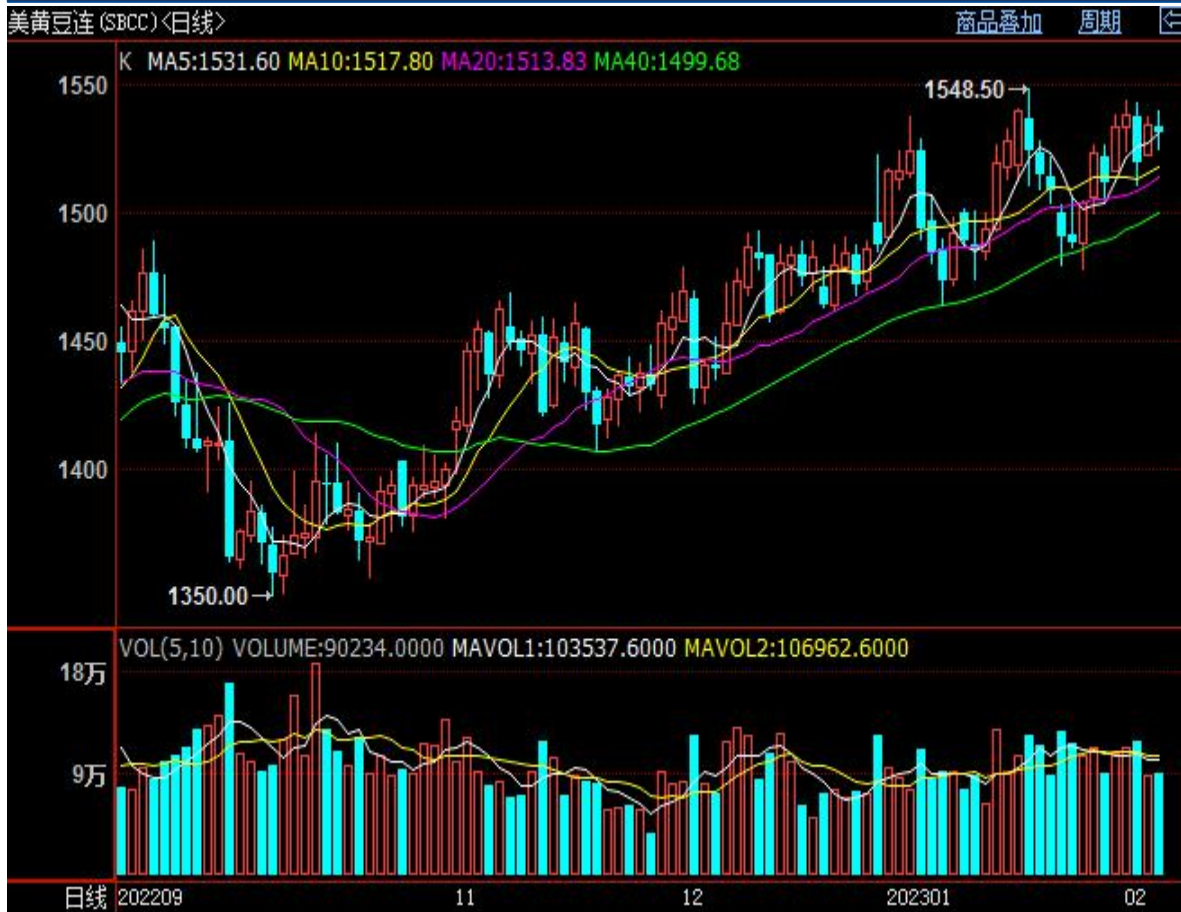 美黄豆连(SBCC)<日线> 商品叠加 周期
K MA5:1531.60 MA10:1517.80 MA20:1513.83 MA40:1499.68
1550
1548.50→
1500
1450
1400
1350.00→
VOL(5,10) VOLUME:90234.0000 MAVOL1:103537.6000 MAVOL2:106962.6000
18万
9万
日线 202209 11 12 202301 02